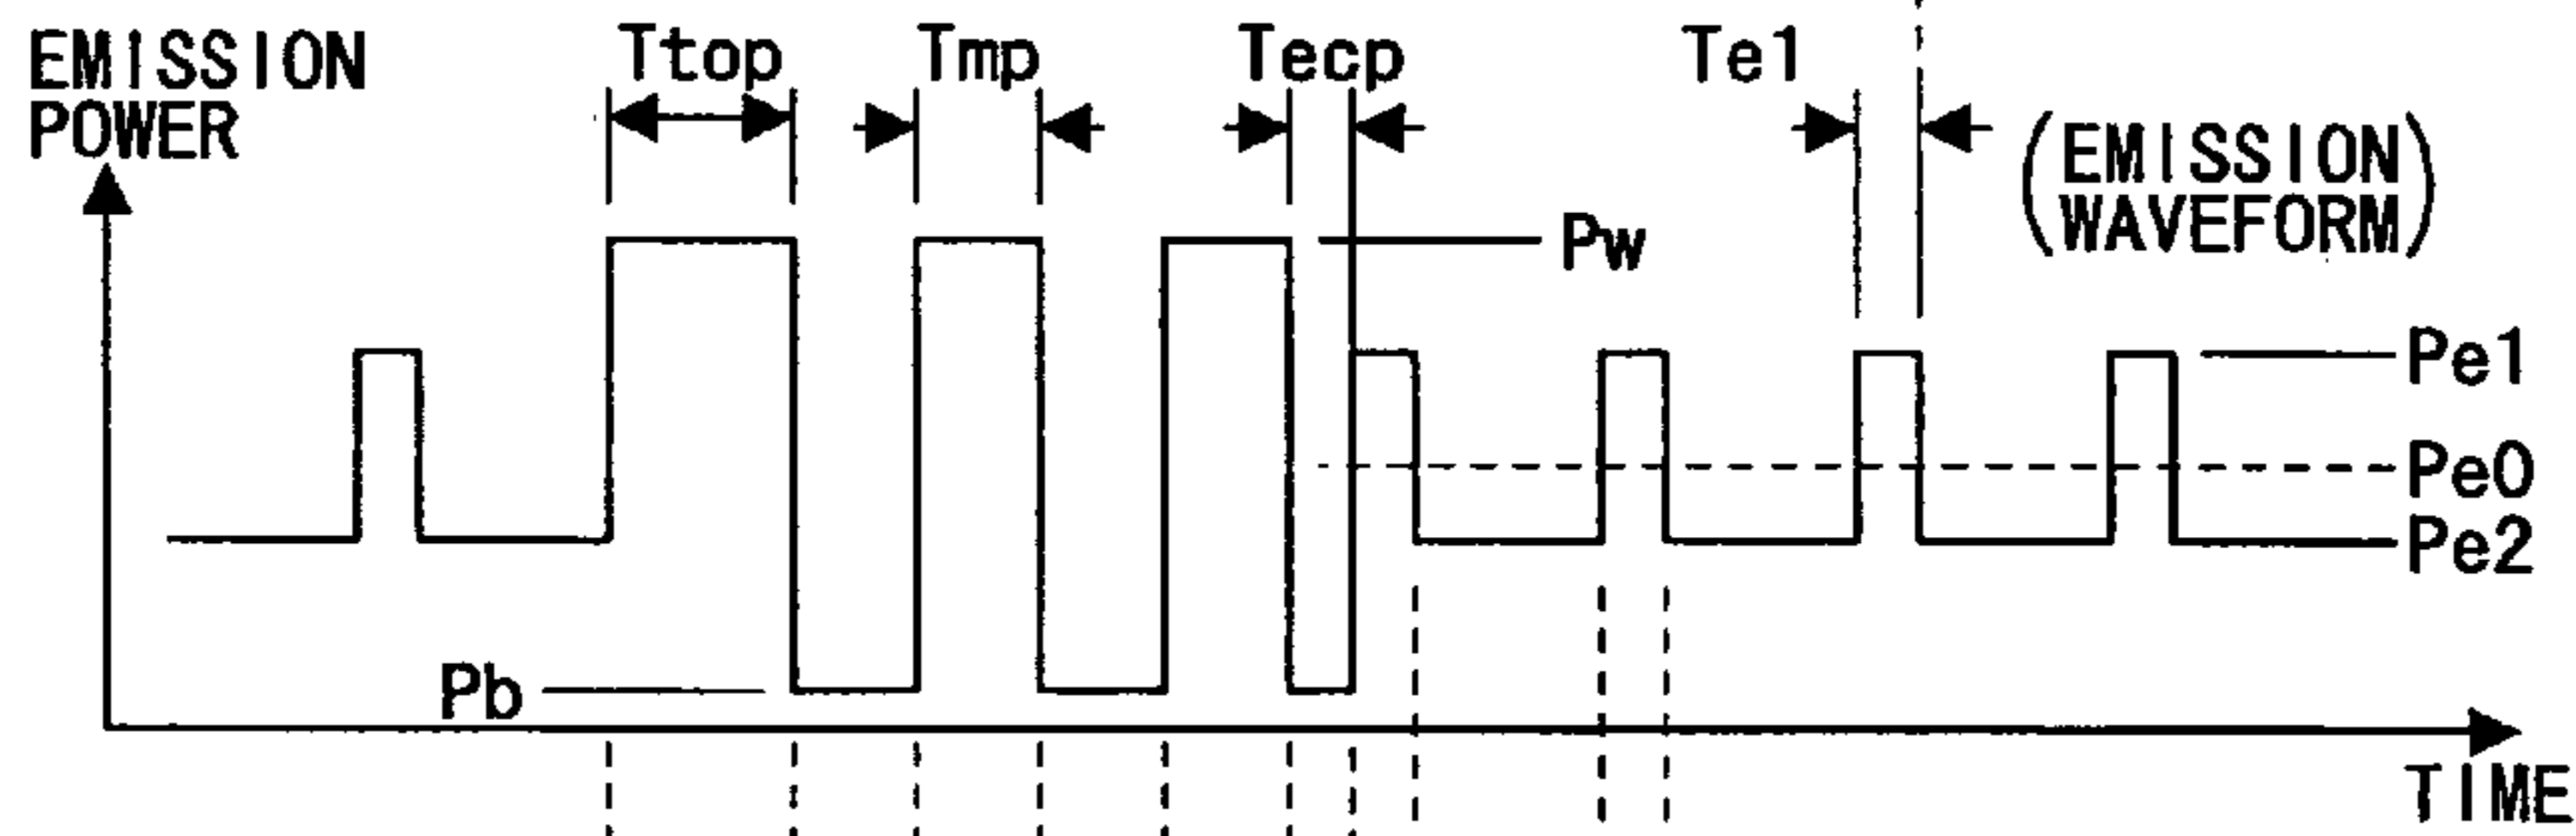 EMISSION
POWER
Ttop
Tmp
Tecp
Te1
(EMISSION
WAVEFORM)
Pw
Pe1
Pe0
Pe2
Pb
TIME